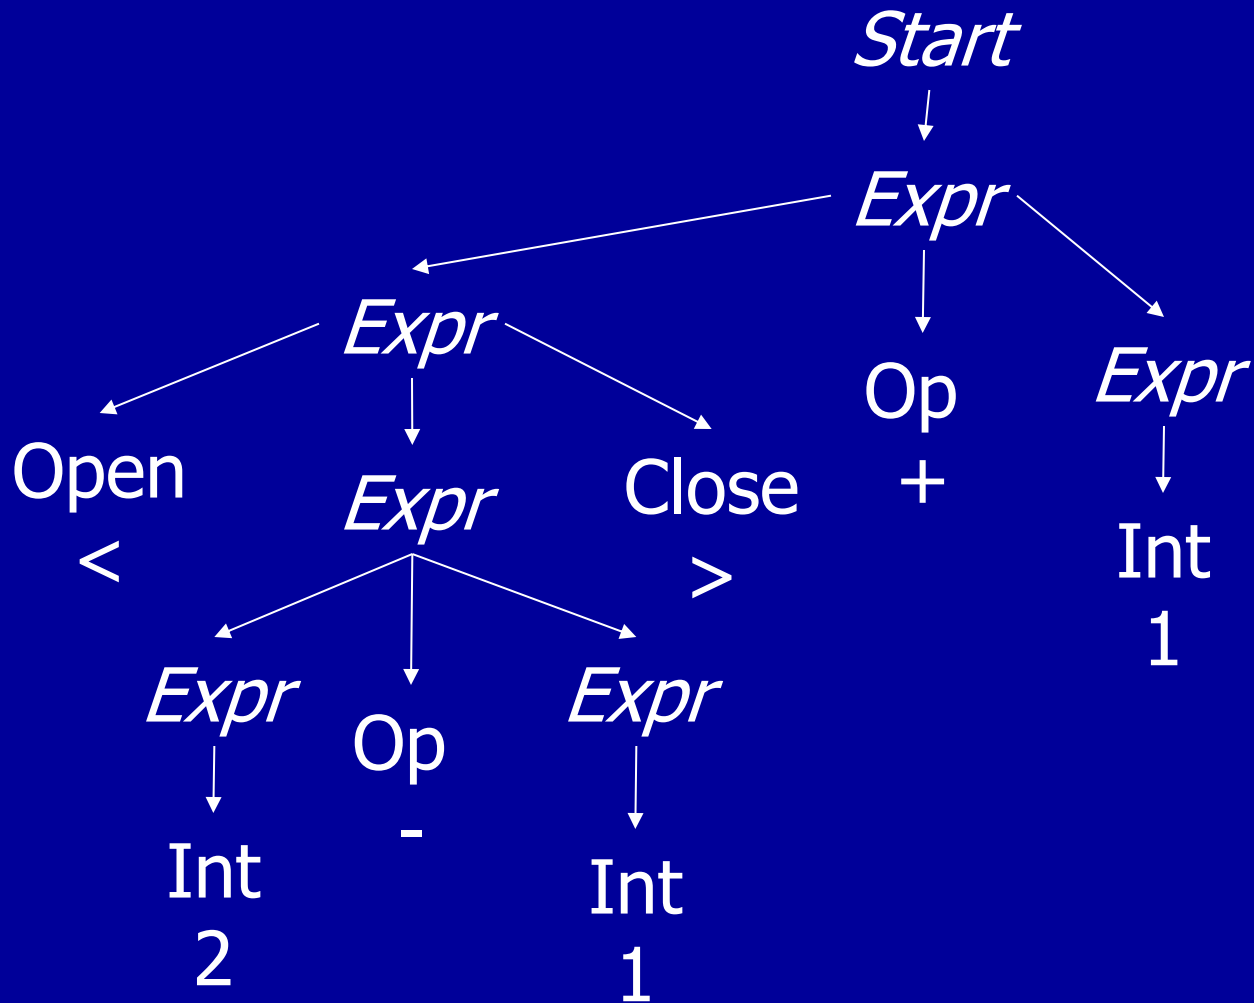 Start
Expr
Expr
Op
+
Expr
Open
<
Expr
Close
>
Int
1
Expr
Op
-
Expr
Int
2
Int
1